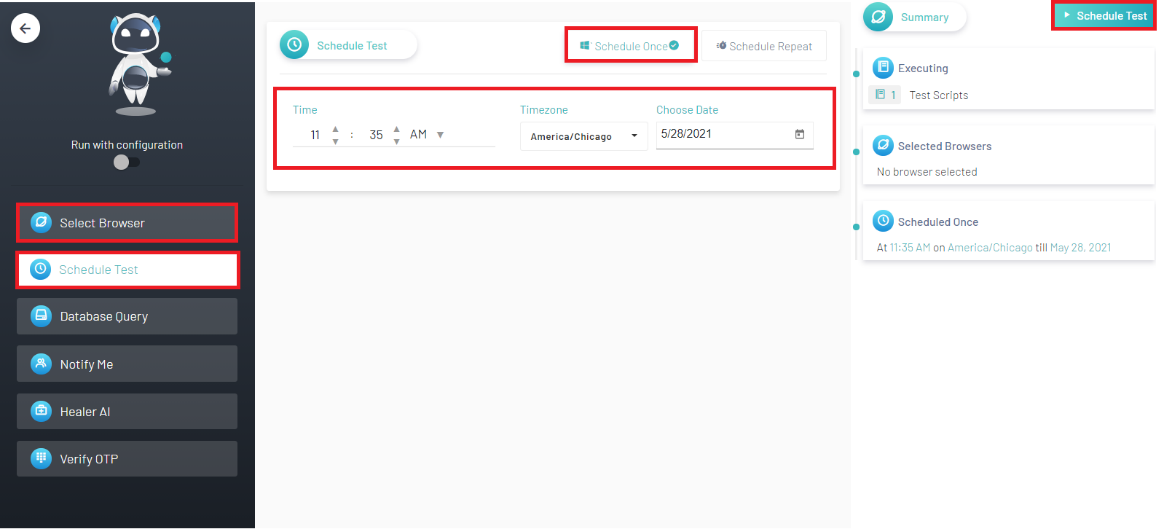 Run with configuration
Select Browser
Schedule Test
Database Query
Notify Me
Healer AI
Verify OTP
Schedule Test
Schedule Once
Schedule Repeat
Time
Timezone
Choose Date
11 : 35 AM
America/Chicago
5/28/2021
Summary
Schedule Test
Executing
1 Test Scripts
Selected Browsers
No browser selected
Scheduled Once
At 11:35 AM on America/Chicago till May 28, 2021